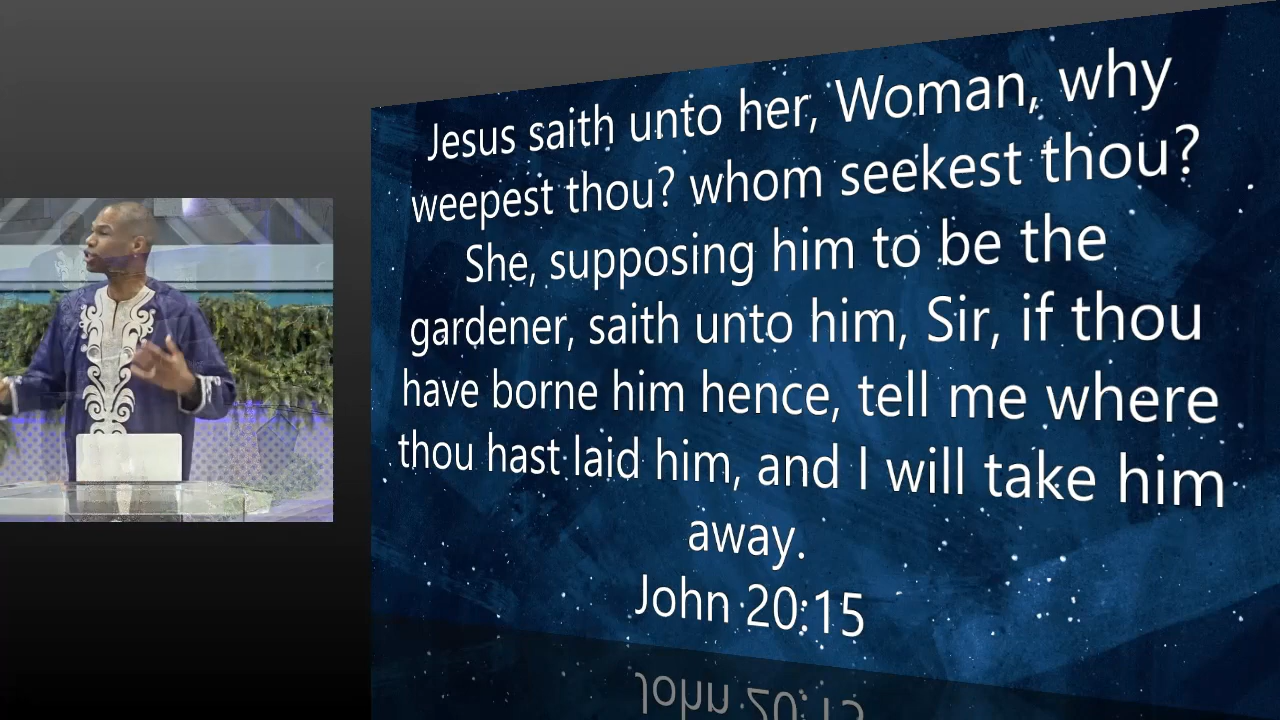 Jesus saith unto her, Woman, why
weepest thou? whom seekest thou?
She, supposing him to be the
gardener, saith unto him, Sir, if thou
have borne him hence, tell me where
thou hast laid him, and I will take him
away.
John 20:15